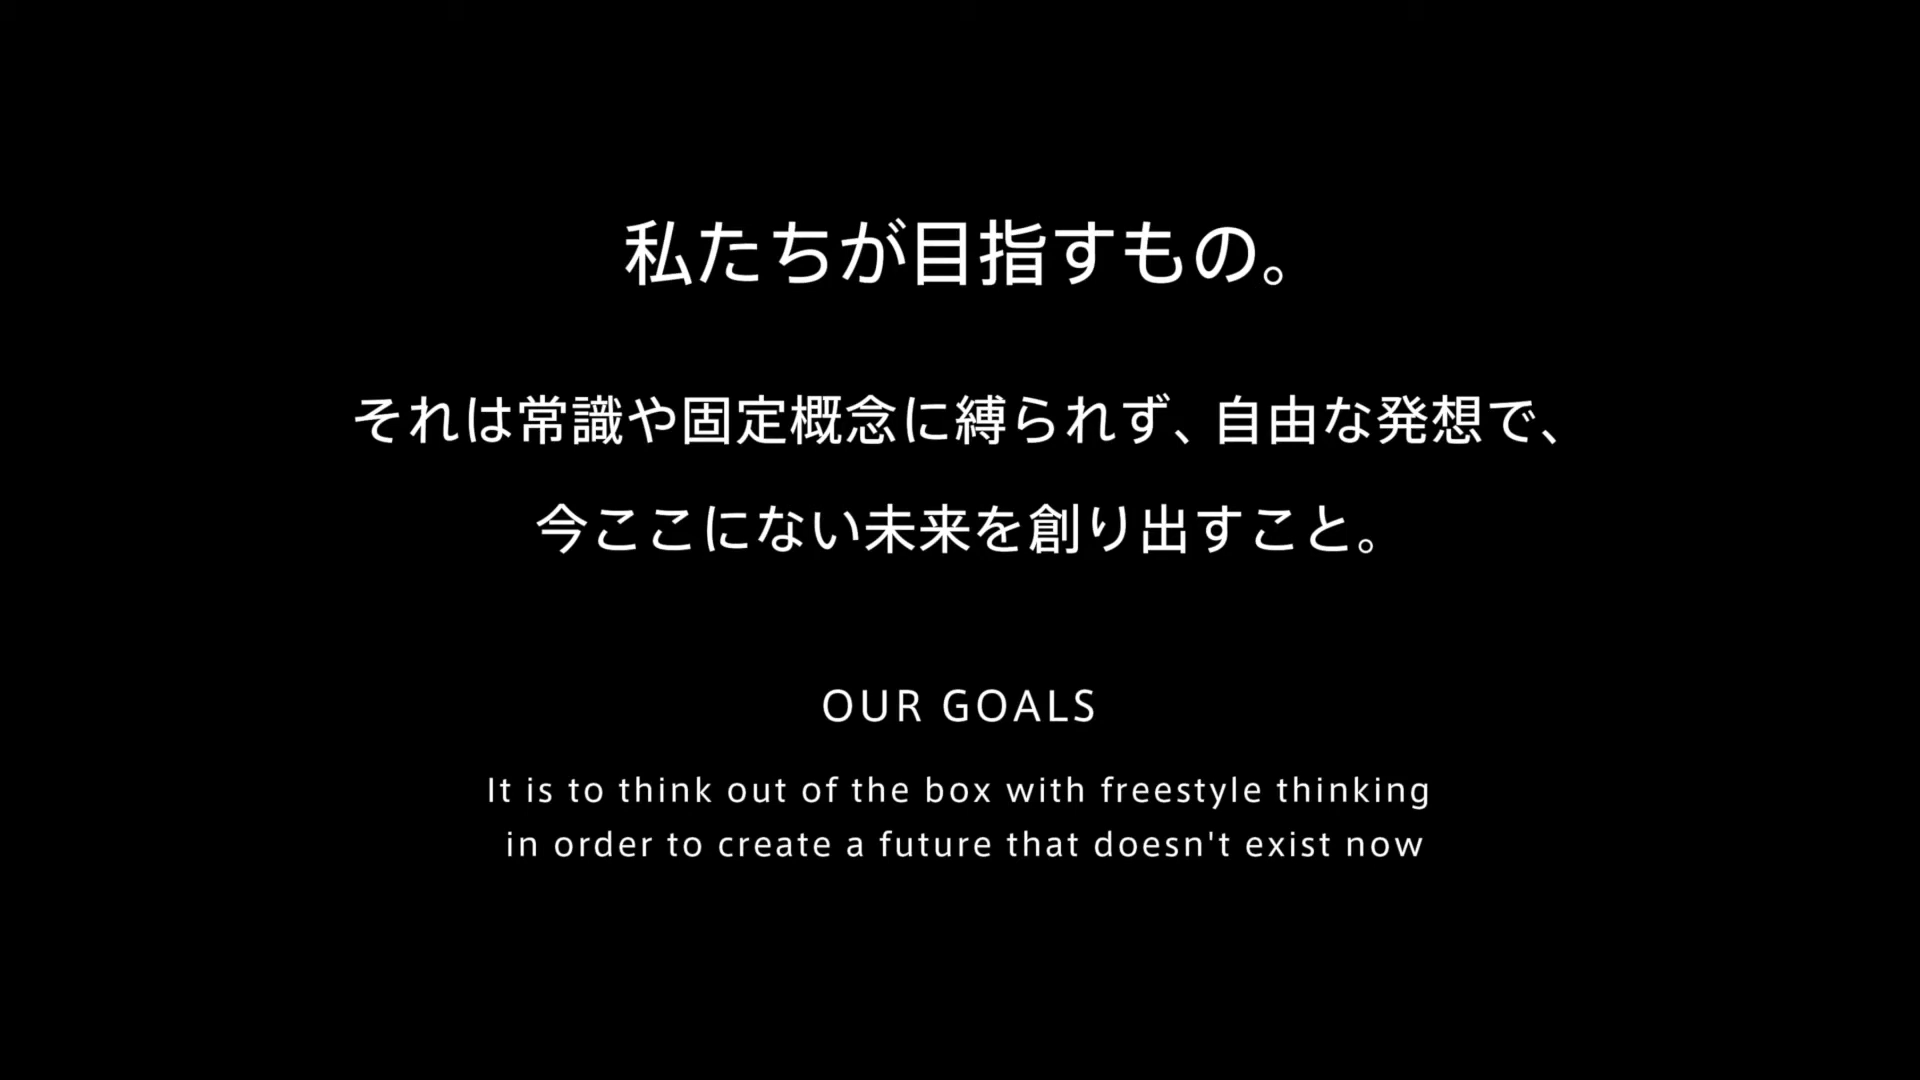 私たちが目指すもの。
それは常識や固定概念に縛られず、自由な発想で、
今ここにない未来を創り出すこと。
OUR GOALS
It is to think out of the box with freestyle thinking
in order to create a future that doesn't exist now